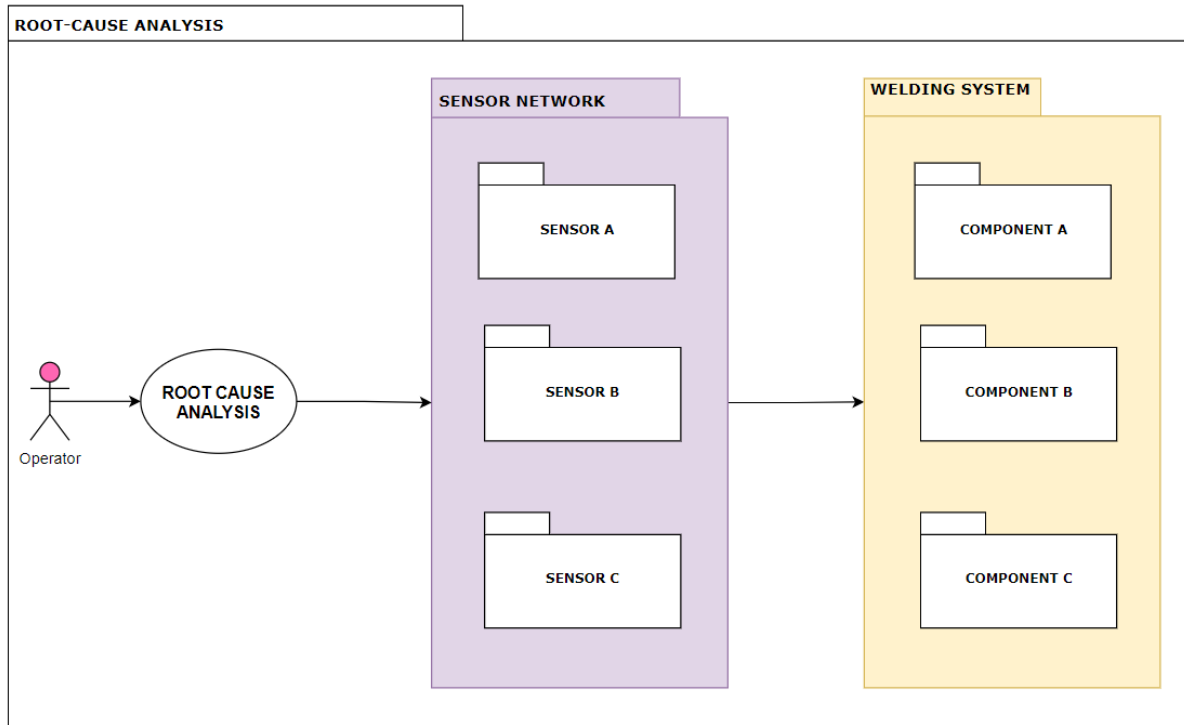 ROOT-CAUSE ANALYSIS
SENSOR NETWORK
WELDING SYSTEM
SENSOR A
COMPONENT A
SENSOR B
COMPONENT B
ROOT CAUSE
ANALYSIS
Operator
SENSOR C
COMPONENT C